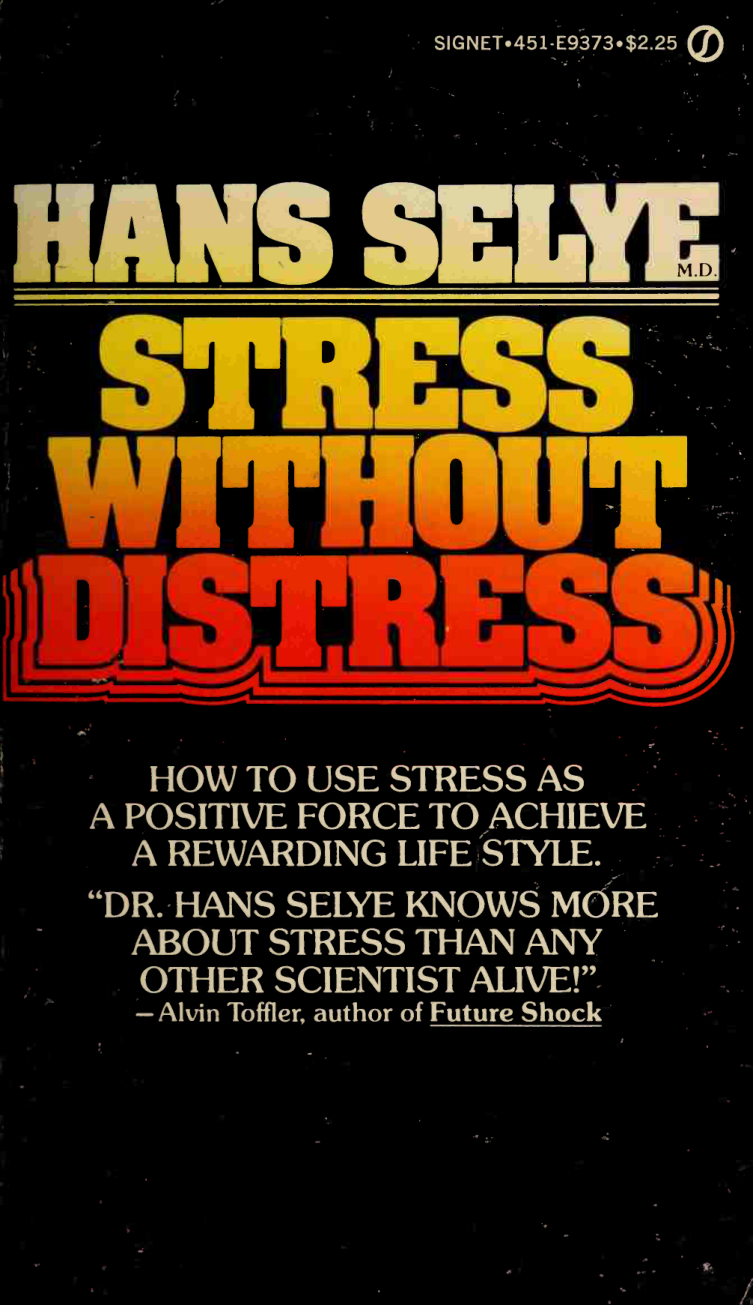 SIGNET•451-E9373•$2.25
HANS SELYE
M.D.
STRESS
WITHOUT
DISTRESS
HOW TO USE STRESS AS
A POSITIVE FORCE TO ACHIEVE
A REWARDING LIFE STYLE.
“DR. HANS SELYE KNOWS MORE
ABOUT STRESS THAN ANY
OTHER SCIENTIST ALIVE!”
—Alvin Toffler, author of Future Shock